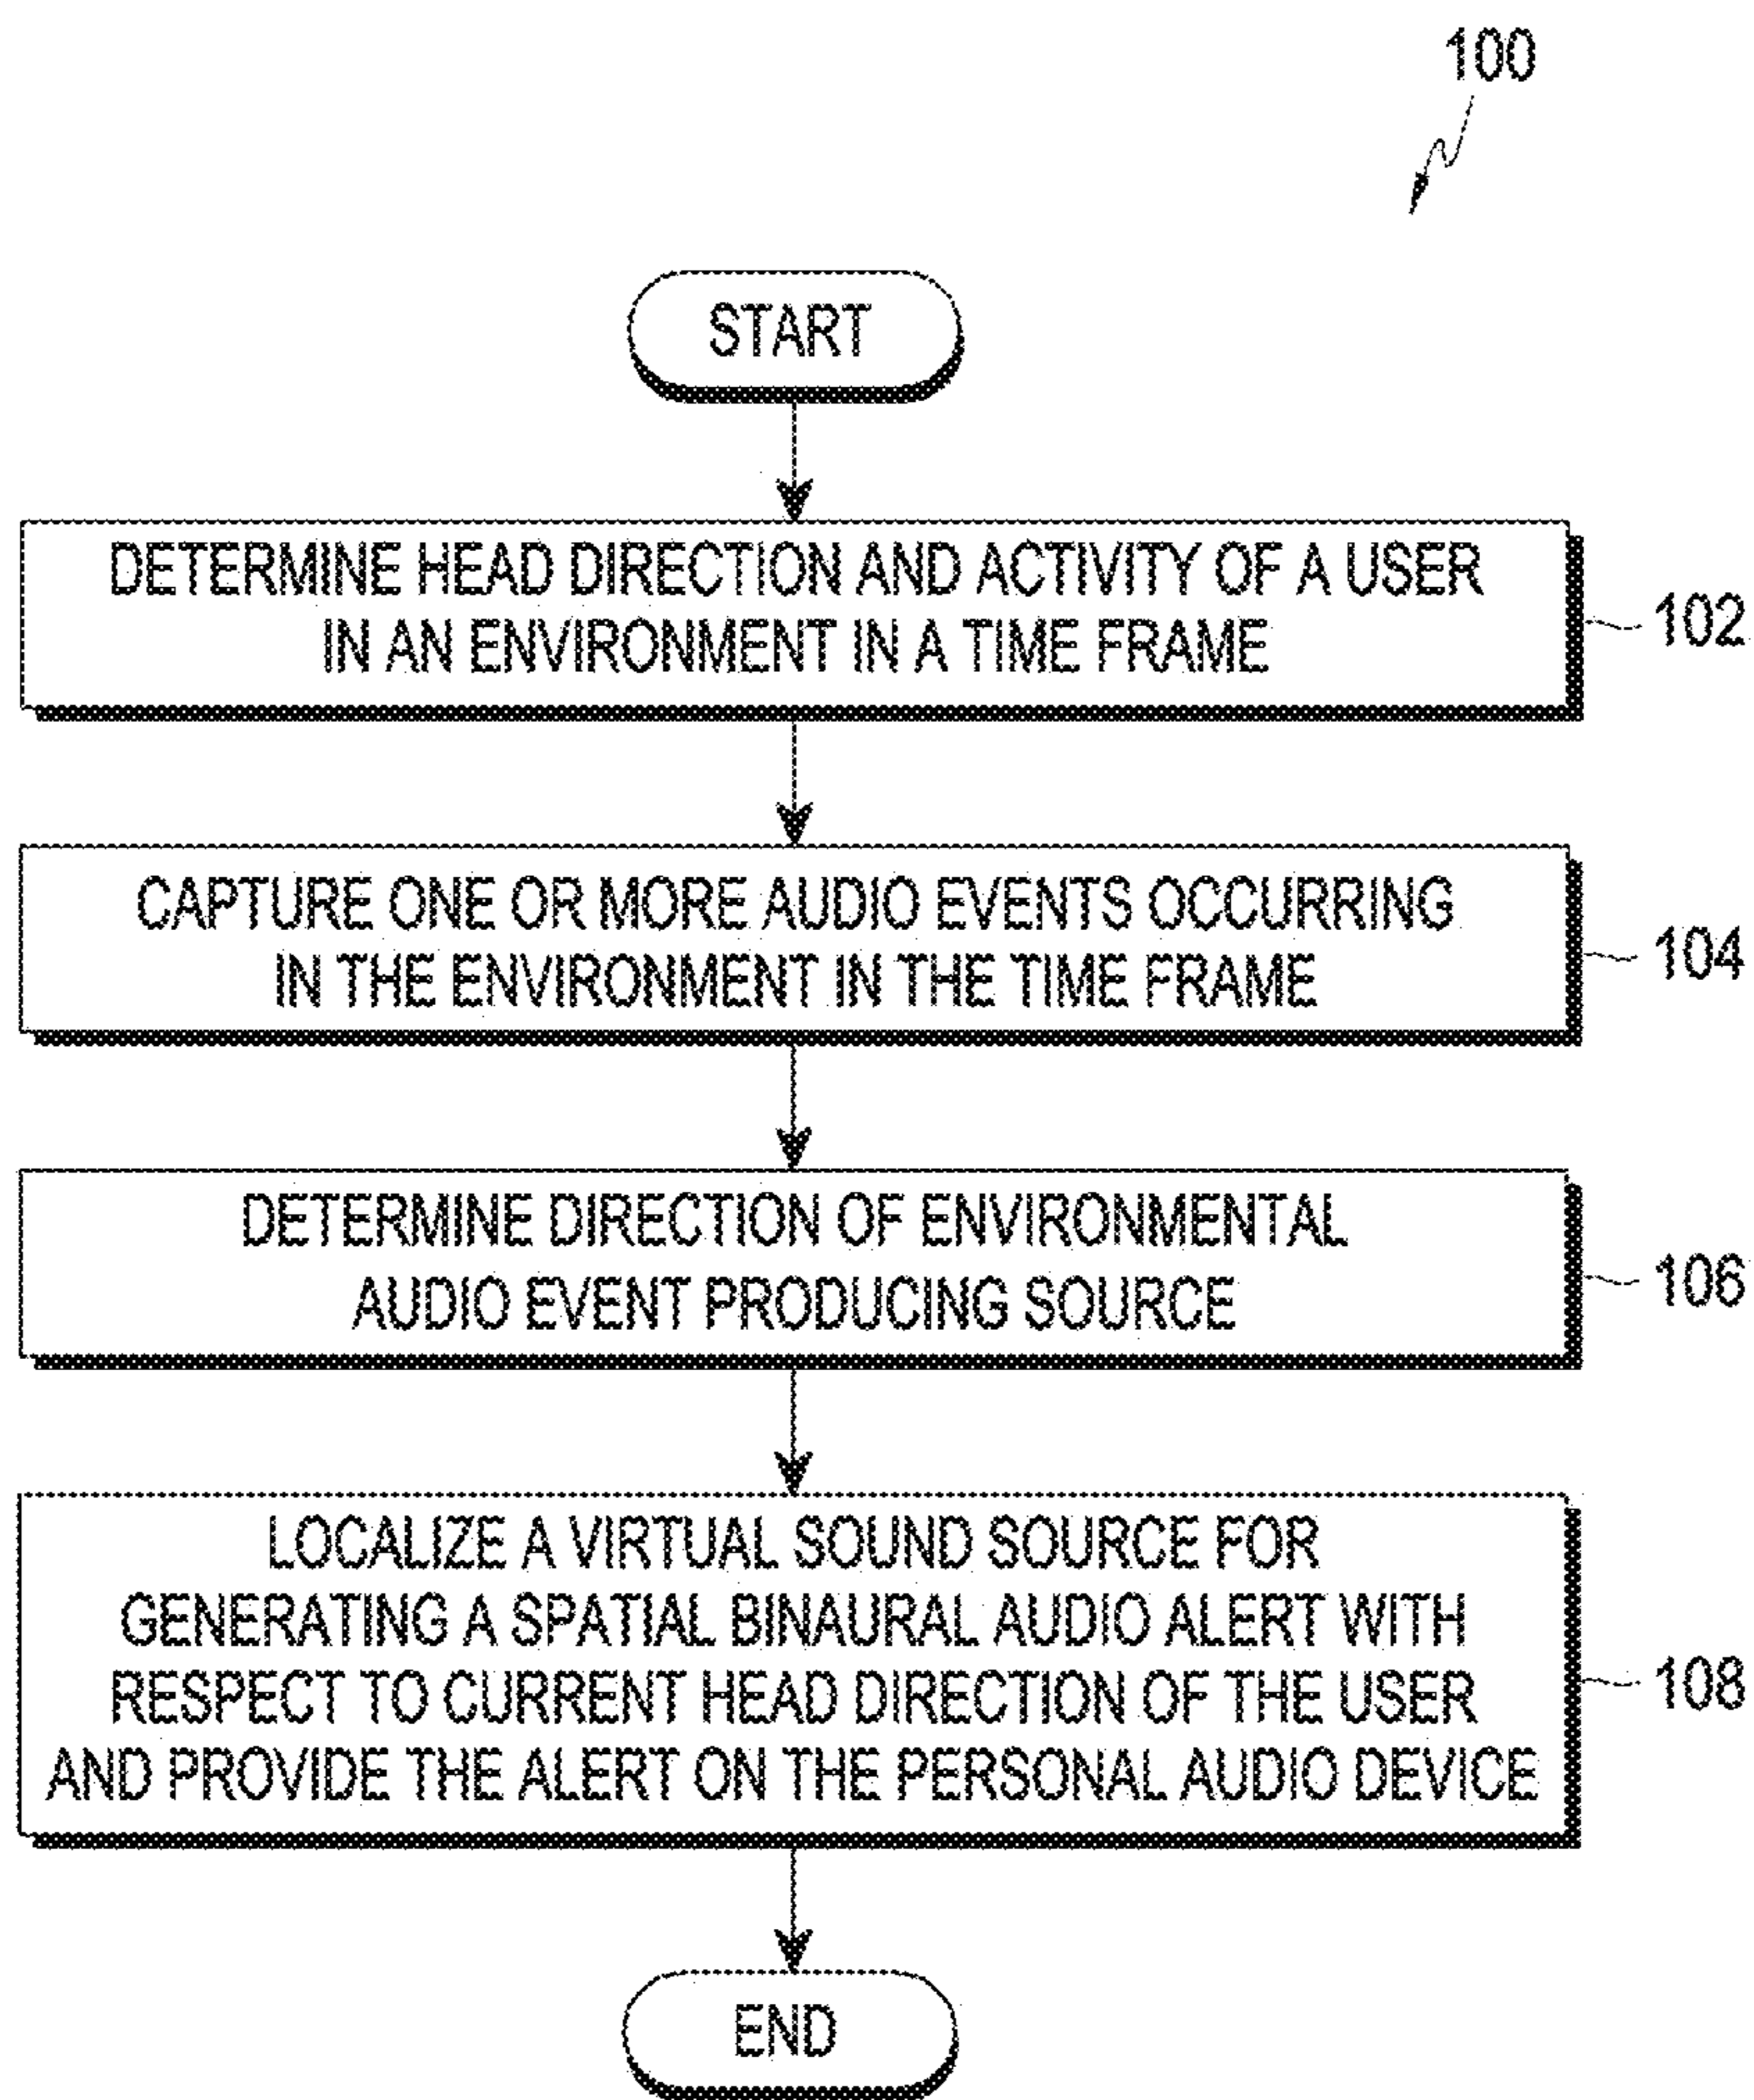 100
START
DETERMINE HEAD DIRECTION AND ACTIVITY OF A USER
IN AN ENVIRONMENT IN A TIME FRAME
102
CAPTURE ONE OR MORE AUDIO EVENTS OCCURRING
IN THE ENVIRONMENT IN THE TIME FRAME
104
DETERMINE DIRECTION OF ENVIRONMENTAL
AUDIO EVENT PRODUCING SOURCE
106
LOCALIZE A VIRTUAL SOUND SOURCE FOR
GENERATING A SPATIAL BINAURAL AUDIO ALERT WITH
RESPECT TO CURRENT HEAD DIRECTION OF THE USER
AND PROVIDE THE ALERT ON THE PERSONAL AUDIO DEVICE
108
END